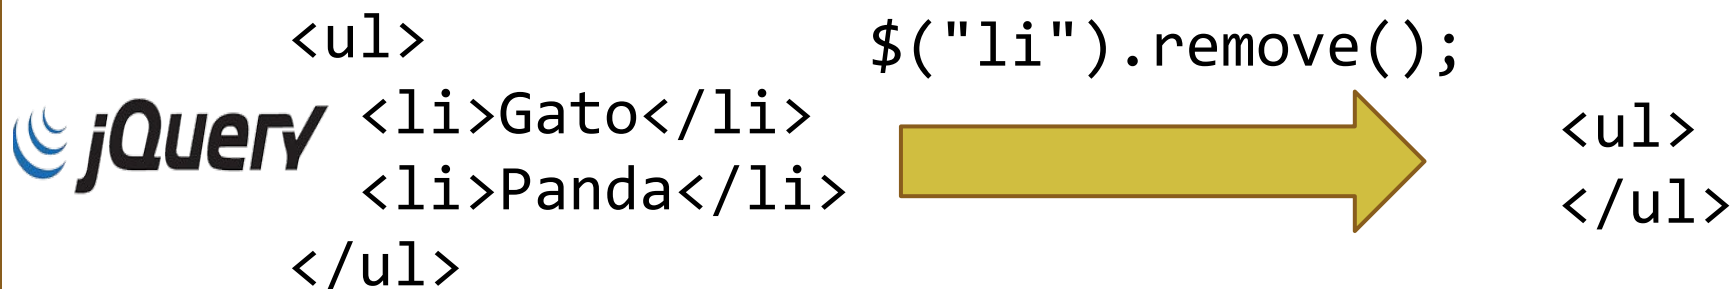 <ul>
jQuery
<li>Gato</li>
<li>Panda</li>
</ul>
$("li").remove();
<ul>
</ul>